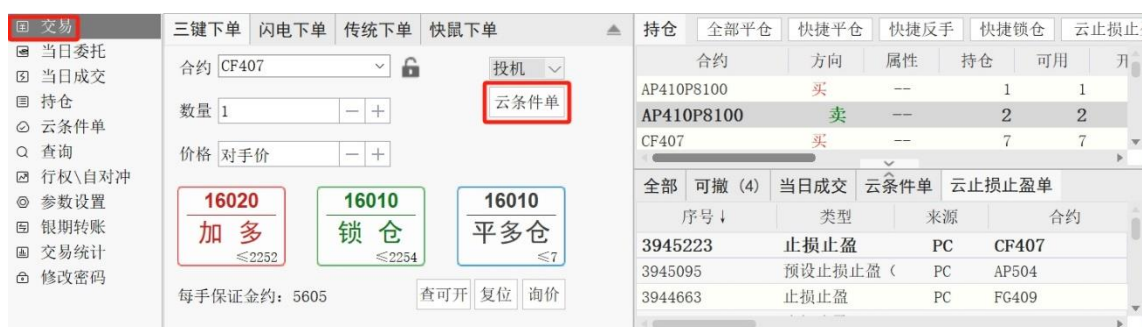 交易
当日委托
当日成交
持仓
云条件单
查询
行权\自对冲
参数设置
银期转账
交易统计
修改密码
三键下单 闪电下单 传统下单 快鼠下单
合约 CF407 投机
云条件单
数量 1
价格 对手价
16020 16010 16010
加 多 锁 仓 平多仓
≤2252 ≤2254 ≤7
每手保证金约: 5605 查可开 复位 询价
持仓 全部平仓 快捷平仓 快捷反手 快捷锁仓 云止损止
合约 方向 属性 持仓 可用 开
AP410P8100 买 -- 1 1
AP410P8100 卖 -- 2 2
CF407 买 -- 7 7
全部 可撤 (4) 当日成交 云条件单 云止损止盈单
序号↓ 类型 来源 合约
3945223 止损止盈 PC CF407
3945095 预设止损止盈( PC AP504
3944663 止损止盈 PC FG409